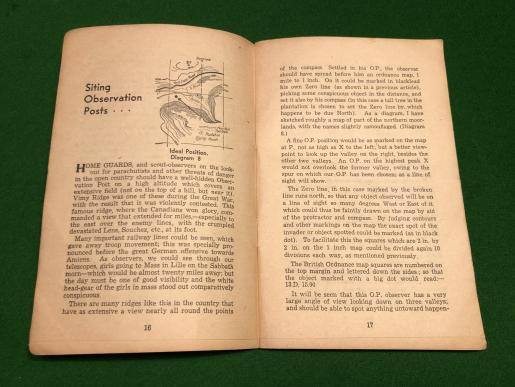 Siting
Observation
Posts . . .
Ideal Position.
Diagram 8
HOME GUARDS, and scout-observers on the look-
out for parachutists and other threats of danger
in the open country should have a well-hidden Obser-
vation Post on a high altitude which covers an
extensive field (not on the top of a hill, but near it).
Vimy Ridge was one of these during the Great War,
with the result that it was violently contested. This
famous ridge, where the Canadians won glory, com-
manded a view that extended for miles—especially to
the east over the enemy lines, with the crumpled
devastated Lens, Souchez, etc., at its foot.
Many important railway lines could be seen, which
gave away troop movement; this was specially pro-
nounced before the great German offensive towards
Amiens. As observers, we could see through our
telescopes, girls going to Mass in Lille on the Sabbath
morn—which would be almost twenty miles away; but
the day must be one of good visibility and the white
head-gear of the girls in mass stood out comparatively
conspicuous.
There are many ridges like this in the country that
have as extensive a view nearly all round the points
16
of the compass. Settled in his O.P., the observer
should have spread before him an ordnance map, 1
mile to 1 inch. On it could be marked in blacklead
his own Zero line (as shown in a previous article),
picking some conspicuous object in the distance, and
set it also by his compass (in this case a tall tree in the
plantation is chosen to set the Zero line by, which
happens to be due North). As a diagram, I have
sketched roughly a map of part of the northern moor-
lands, with the names slightly camouflaged. (Diagram
8.)
A fine O.P. position would be as marked on the map
at P, not as high as X to the left, but a better view-
point to look up the valley on the right, besides the
other two valleys. An O.P. on the highest peak X
would not overlook the former valley, owing to the
spur on which our O.P. has been chosen; as a line of
sight will show.
The Zero line, in this case marked by the broken
line runs north, so that any object observed will be on
a line of sight so many degrees West or East of it
which could thus be faintly drawn on the map by aid
of the protractor and compass. By judging contours
and other markings on the map the exact spot of the
invader or object spotted could be marked (as in black
dot). To facilitate this the squares which are 2 in. by
2 in. on the 1 inch map could be divided again 10
divisions each way, as mentioned previously.
The British Ordnance map squares are numbered on
the top margin and lettered down the sides; so that
the object marked with a big dot would read:—
13.D, 15.90.
It will be seen that this O.P. observer has a very
large angle of view looking down on three valleys;
and should be able to spot anything untoward happen-
17